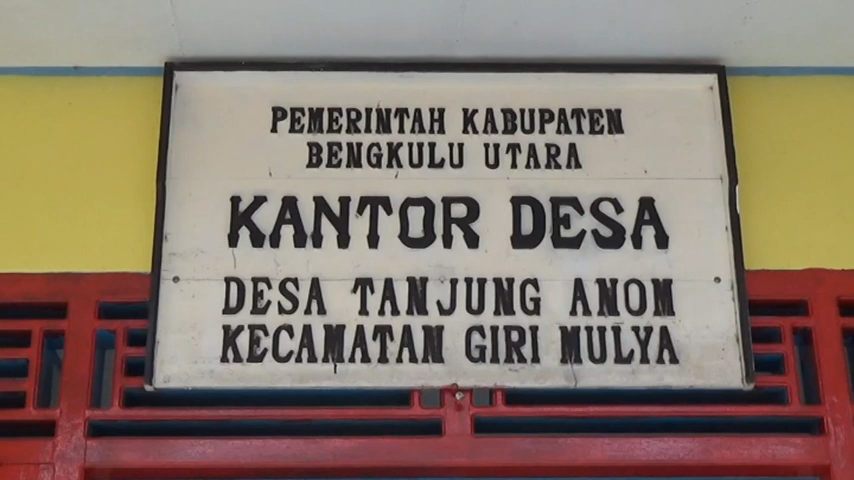 PEMERINTAH KABUPATEN
BENGKULU UTARA
KANTOR DESA
DESA TANJUNG ANOM
KECAMATAN GIRI MULYA